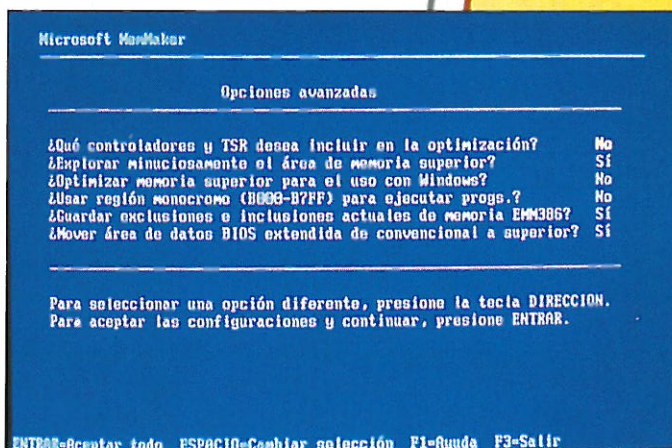 Microsoft MemMaker
Opciones avanzadas
¿Qué controladores y TSR desea incluir en la optimización? No
¿Explorar minuciosamente el área de memoria superior? Sí
¿Optimizar memoria superior para el uso con Windows? No
¿Usar región monocromo (B000-B7FF) para ejecutar progs.? No
¿Guardar exclusiones e inclusiones actuales de memoria EMM386? Sí
¿Mover área de datos BIOS extendida de convencional a superior? Sí
Para seleccionar una opción diferente, presione la tecla DIRECCION.
Para aceptar las configuraciones y continuar, presione ENTRAR.
ENTRAR=Aceptar todo ESPACIO=Cambiar selección F1=Ayuda F3=Salir